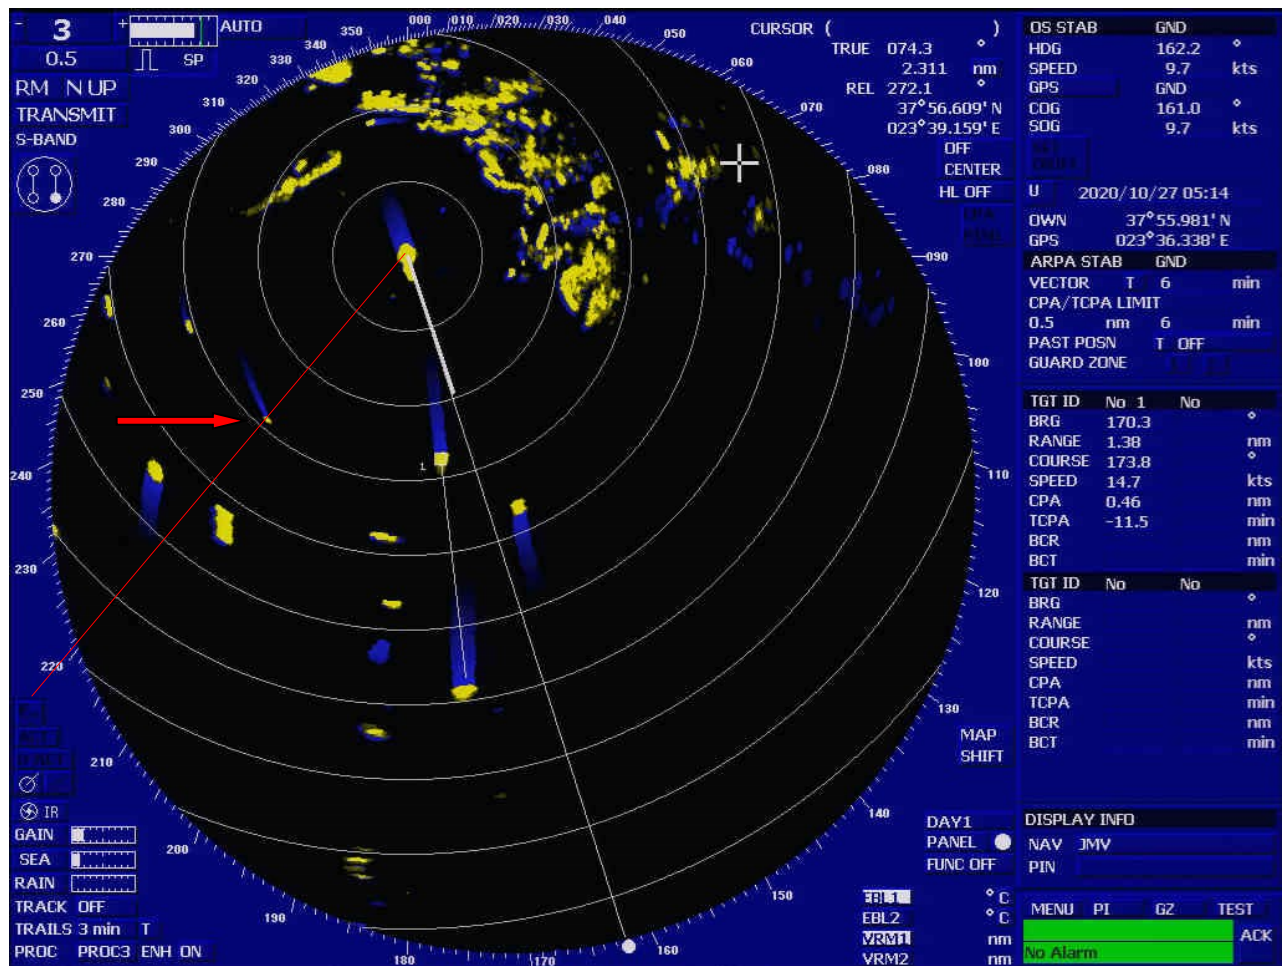 - 3 +
AUTO
0.5
SP
RM N UP
TRANSMIT
S-BAND
000 010 020 030 040
050
060
070
080
090
100
110
120
130
140
150
160
170
180
190
200
210
220
230
240
250
260
270
280
290
300
310
320
330
340
350
1
CURSOR ( )
TRUE 074.3 °
2.311 nm
REL 272.1 °
37°56.609' N
023°39.159' E
OFF
CENTER
HL OFF
OS STAB GND
HDG 162.2 °
SPEED 9.7 kts
GPS GND
COG 161.0 °
SOG 9.7 kts
U 2020/10/27 05:14
OWN 37°55.981' N
GPS 023°36.338' E
ARPA STAB GND
VECTOR T 6 min
CPA/TCPA LIMIT
0.5 nm 6 min
PAST POSN T OFF
GUARD ZONE
TGT ID No 1 No
BRG 170.3 °
RANGE 1.38 nm
COURSE 173.8 °
SPEED 14.7 kts
CPA 0.46 nm
TCPA -11.5 min
BCR nm
BCT min
TGT ID No No
BRG °
RANGE nm
COURSE °
SPEED kts
CPA nm
TCPA min
BCR nm
BCT min
MAP
SHIFT
IR
GAIN
SEA
RAIN
TRACK OFF
TRAILS 3 min T
PROC PROC3 ENH ON
DAY1
PANEL
FUNC OFF
EBL1 ° C
EBL2 ° C
VRM1 nm
VRM2 nm
DISPLAY INFO
NAV JMV
PIN
MENU PI GZ TEST
ACK
No Alarm